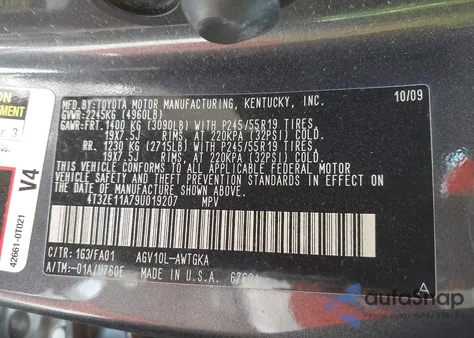 MFD.BY:TOYOTA MOTOR MANUFACTURING, KENTUCKY, INC. 10/09
GVWR:2245KG (4960LB)
GAWR:FRT.1400 KG (3090LB) WITH P245/55R19 TIRES,
19X7.5J RIMS, AT 220KPA (32PSI) COLD.
RR. 1230 KG (2715LB) WITH P245/55R19 TIRES,
19X7.5J RIMS, AT 220KPA (32PSI) COLD.
THIS VEHICLE CONFORMS TO ALL APPLICABLE FEDERAL MOTOR
VEHICLE SAFETY AND THEFT PREVENTION STANDARDS IN
EFFECT ON THE DATE OF MANUFACTURE SHOWN ABOVE.
4T3ZE11A79U019207 MPV
C/TR:1G3/FA01 AGV10L-AWTGKA
A/TM:-01A/U760E MADE IN U.S.A.
A
V4
42661-0T021
autoSnap